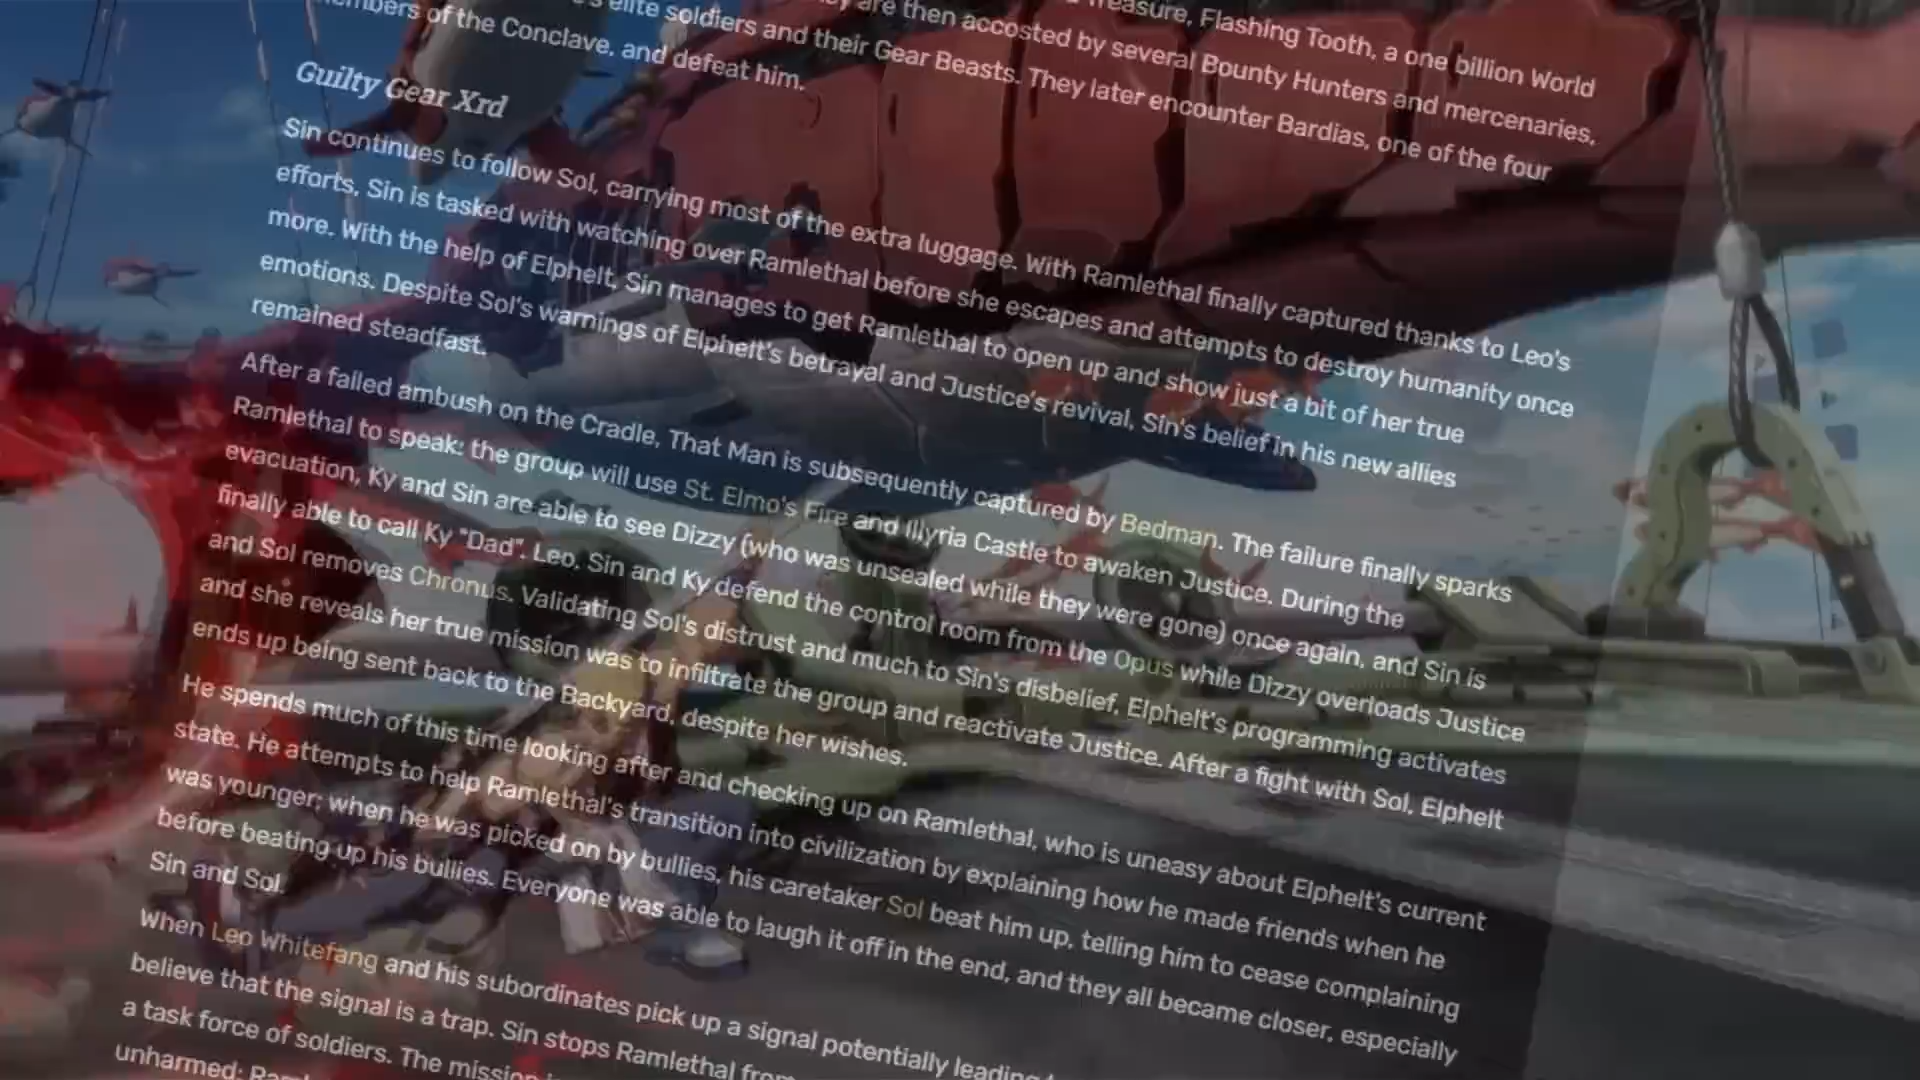 Treasure, Flashing Tooth, a one billion World
are then accosted by several Bounty Hunters and mercenaries,
elite soldiers and their Gear Beasts. They later encounter Bardias, one of the four
of the Conclave, and defeat him.
Guilty Gear Xrd
Sin continues to follow Sol, carrying most of the extra luggage. With Ramlethal finally captured thanks to Leo's
efforts, Sin is tasked with watching over Ramlethal before she escapes and attempts to destroy humanity once
more. With the help of Elphelt, Sin manages to get Ramlethal to open up and show just a bit of her true
emotions. Despite Sol's warnings of Elphelt's betrayal and Justice's revival, Sin's belief in his new allies
remained steadfast.
After a failed ambush on the Cradle, That Man is subsequently captured by Bedman. The failure finally sparks
Ramlethal to speak: the group will use St. Elmo's Fire and Illyria Castle to awaken Justice. During the
evacuation, Ky and Sin are able to see Dizzy (who was unsealed while they were gone) once again, and Sin is
finally able to call Ky "Dad". Leo, Sin and Ky defend the control room from the Opus while Dizzy overloads Justice
and Sol removes Chronus. Validating Sol's distrust and much to Sin's disbelief, Elphelt's programming activates
and she reveals her true mission was to infiltrate the group and reactivate Justice. After a fight with Sol, Elphelt
ends up being sent back to the Backyard, despite her wishes.
He spends much of this time looking after and checking up on Ramlethal, who is uneasy about Elphelt's current
state. He attempts to help Ramlethal's transition into civilization by explaining how he made friends when he
was younger; when he was picked on by bullies, his caretaker Sol beat him up, telling him to cease complaining
before beating up his bullies. Everyone was able to laugh it off in the end, and they all became closer, especially
Sin and Sol.
When Leo Whitefang and his subordinates pick up a signal potentially leading
believe that the signal is a trap. Sin stops Ramlethal from
a task force of soldiers. The mission
unharmed;